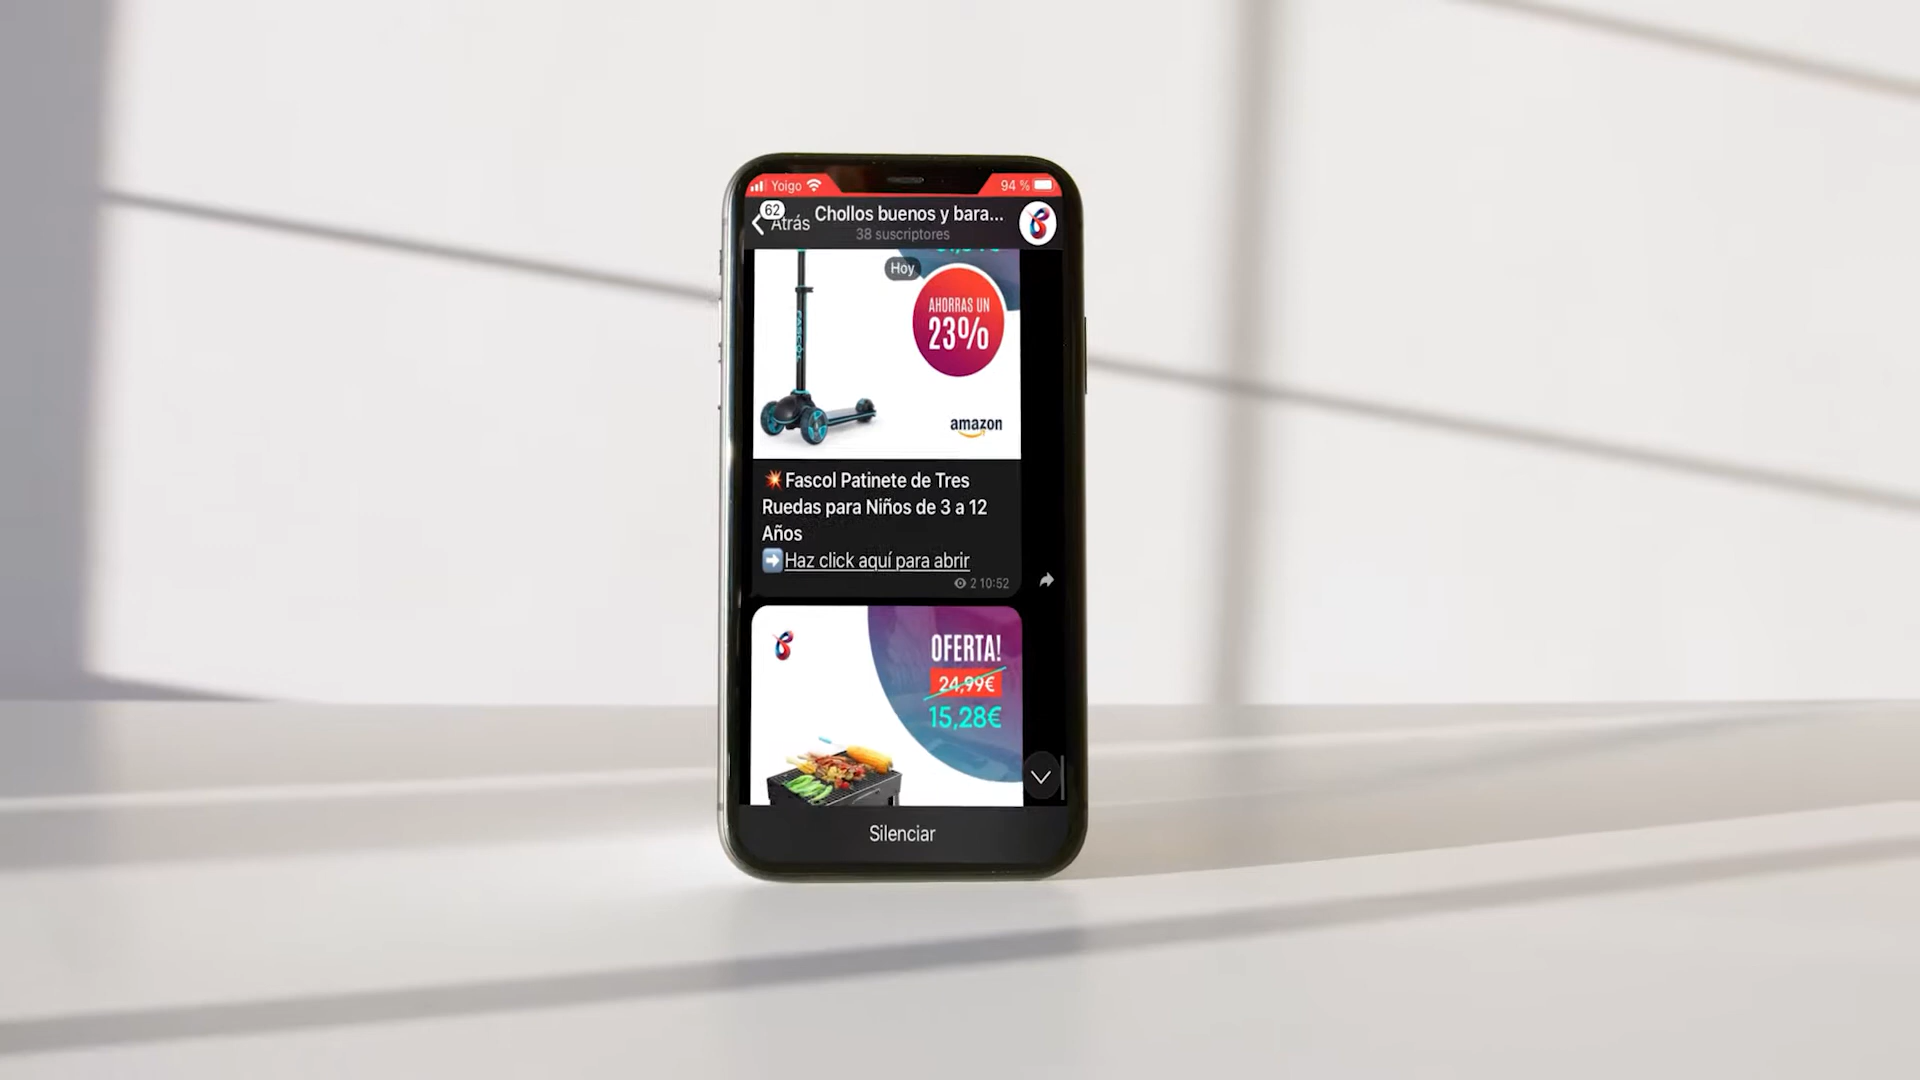 Yoigo
94 %
62
Atrás
Chollos buenos y bara...
38 suscriptores
Hoy
AHORRAS UN
23%
amazon
💥Fascol Patinete de Tres
Ruedas para Niños de 3 a 12
Años
➡️Haz click aquí para abrir
2 10:52
OFERTA!
24,99€
15,28€
Silenciar